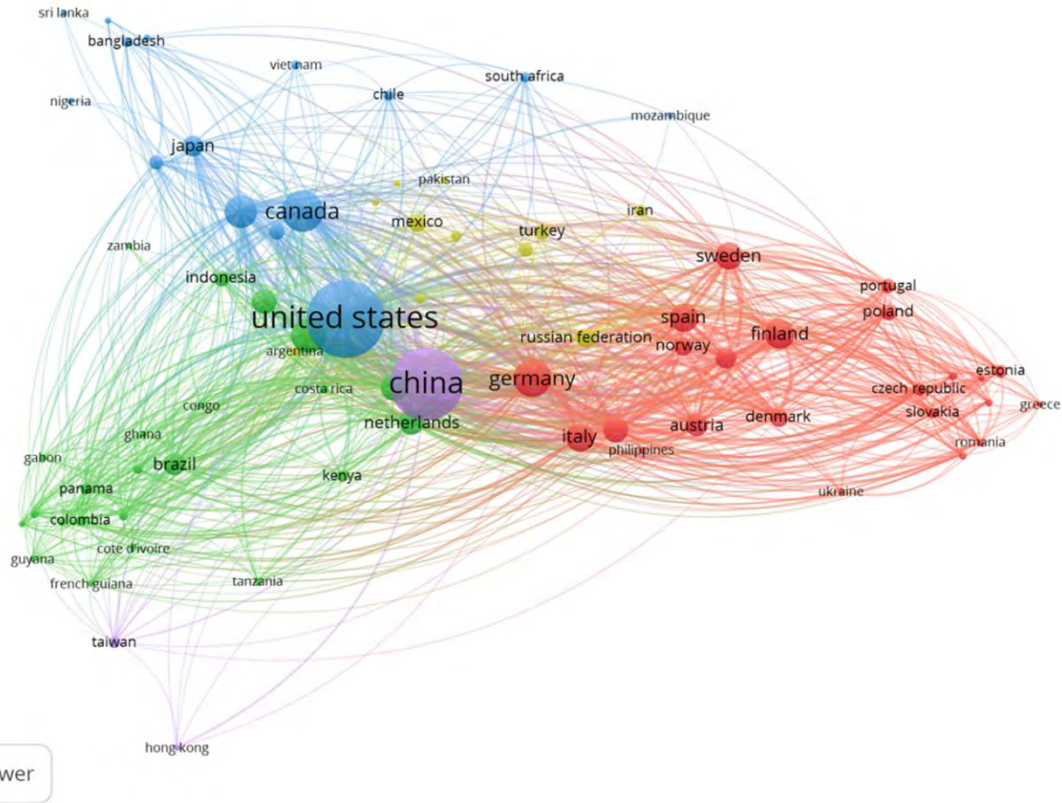 sri lanka
bangladesh
viet nam
south africa
chile
nigeria
mozambique
japan
pakistan
canada
iran
mexico
turkey
zambia
sweden
indonesia
portugal
poland
united states
spain
finland
russian federation
norway
argentina
estonia
germany
china
costa rica
czech republic
greece
congo
slovakia
denmark
netherlands
austria
ghana
italy
romania
philippines
gabon
brazil
kenya
panama
ukraine
colombia
cote d'ivoire
guyana
tanzania
french guiana
taiwan
hong kong
wer